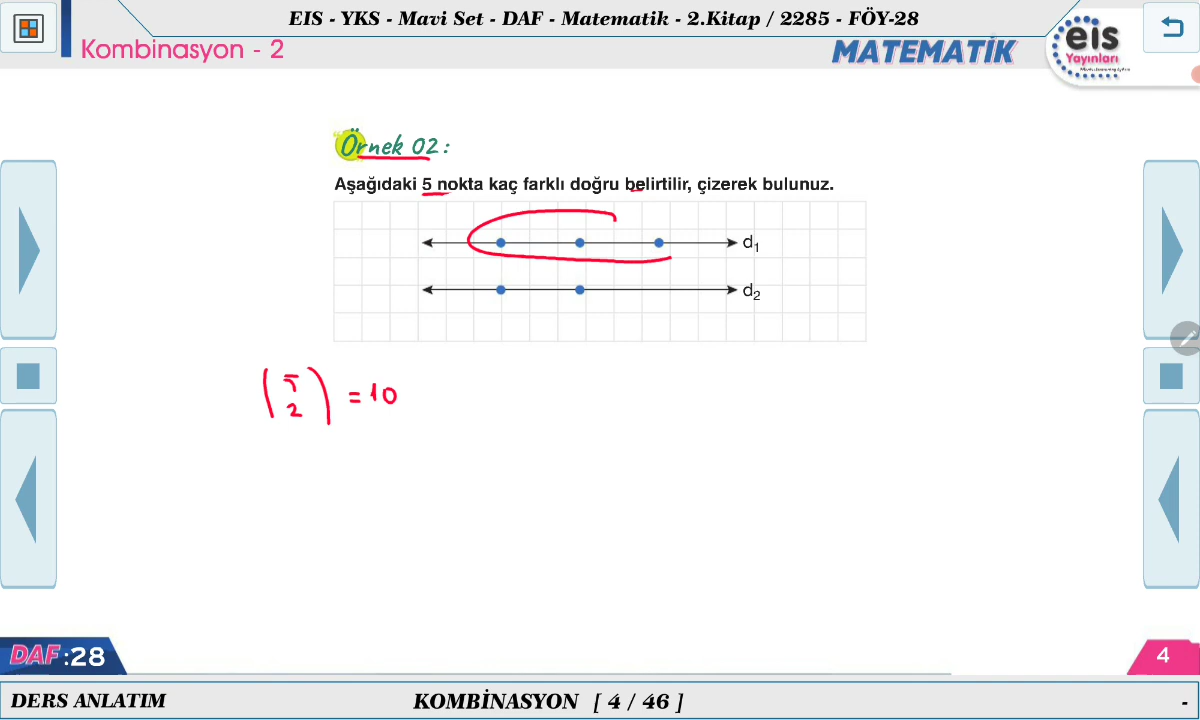 EIS - YKS - Mavi Set - DAF - Matematik - 2.Kitap / 2285 - FÖY-28
Kombinasyon - 2
MATEMATİK
eis
Yayınları
Örnek 02:
Aşağıdaki 5 nokta kaç farklı doğru belirtilir, çizerek bulunuz.
d1
d2
(5 2) = 10
DAF:28
4
DERS ANLATIM
KOMBİNASYON [ 4 / 46 ]
-